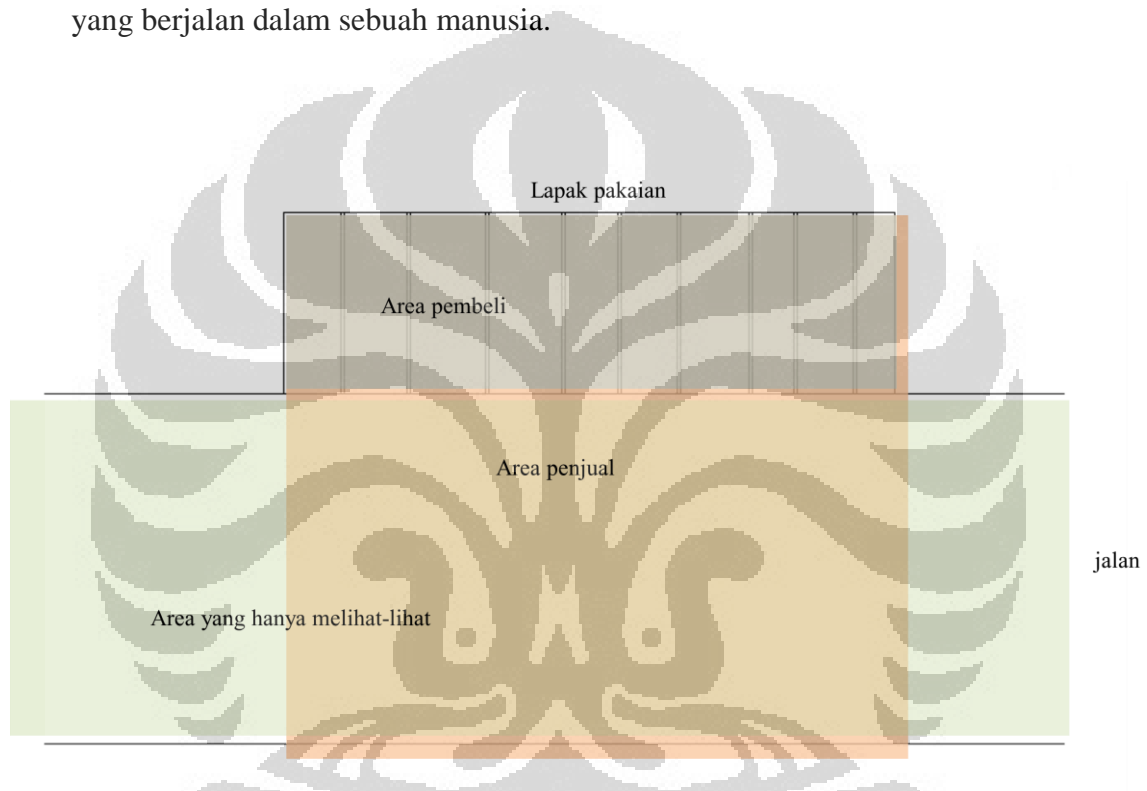 yang berjalan dalam sebuah manusia.
Lapak pakaian
Area pembeli
Area penjual
jalan
Area yang hanya melihat-lihat